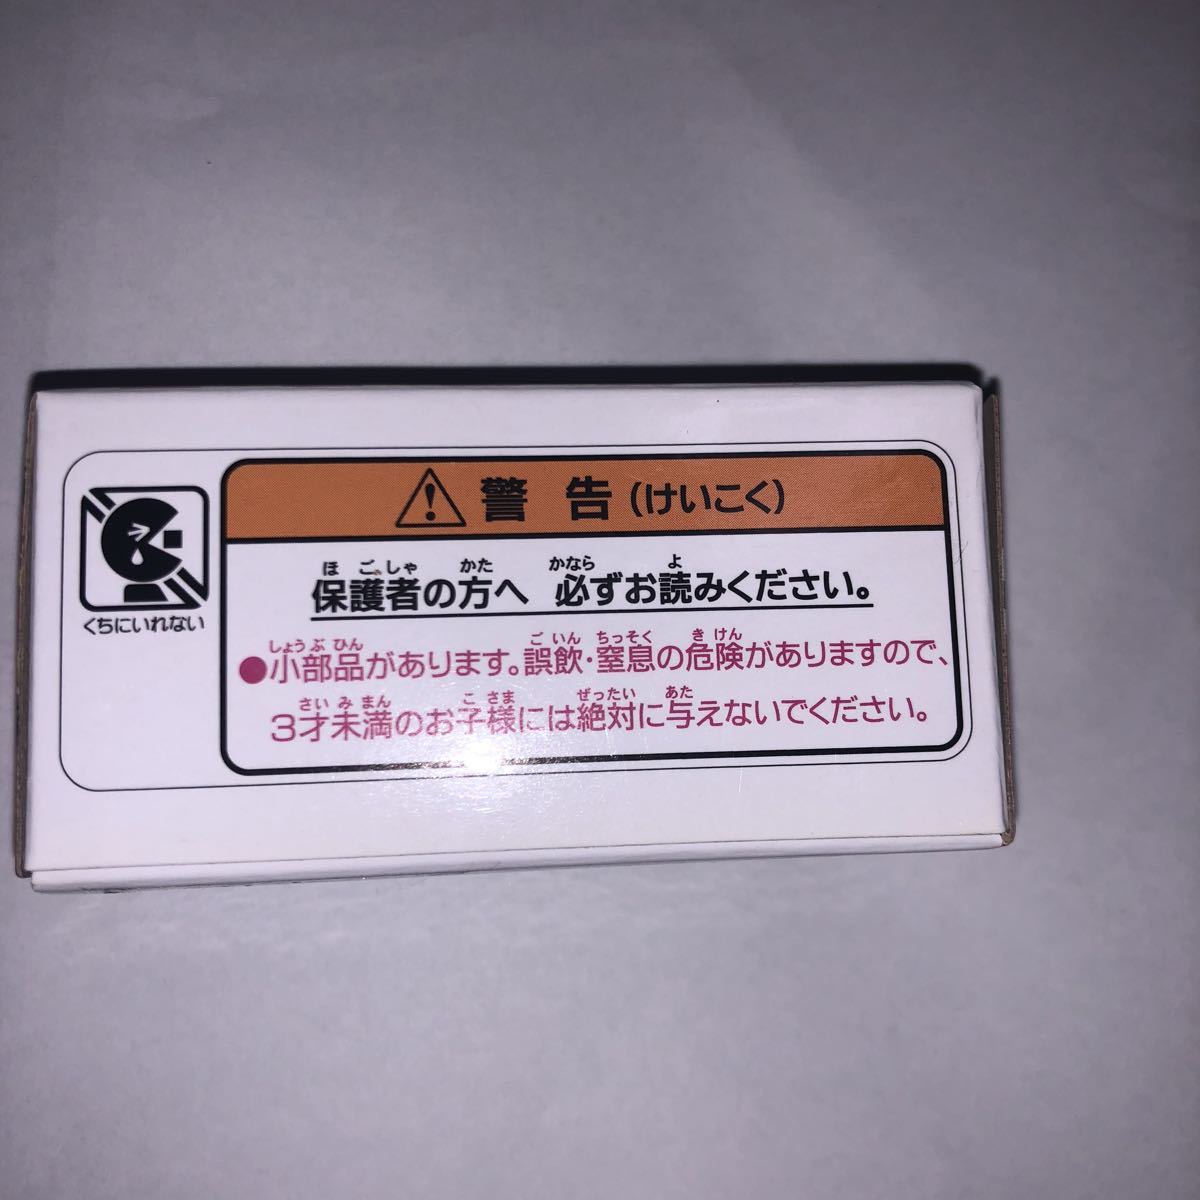 警告(けいこく)
ほごしゃ かた かなら よ
保護者の方へ 必ずお読みください。
しょうぶひん ごいん ちっそく きけん
●小部品があります。誤飲・窒息の危険がありますので、
さいみまん こさま ぜったい あた
3才未満のお子様には絶対に与えないでください。
くちにいれない